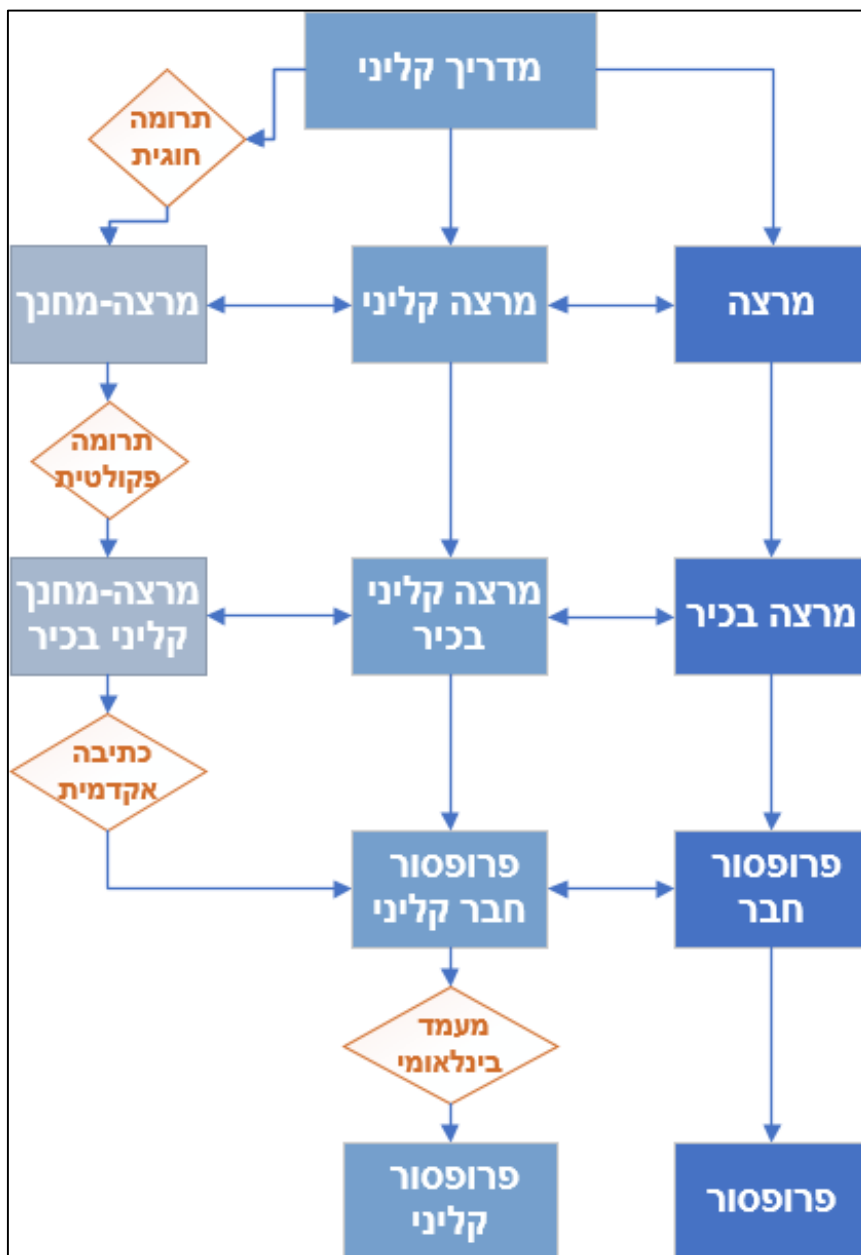 מדריך קליני
תרומה
חוגית
מרצה
מרצה קליני
מרצה-מחנך
תרומה
פקולטית
מרצה בכיר
מרצה קליני
בכיר
מרצה-מחנך
קליני בכיר
כתיבה
אקדמית
פרופסור
חבר
פרופסור
חבר קליני
מעמד
בינלאומי
פרופסור
פרופסור
קליני